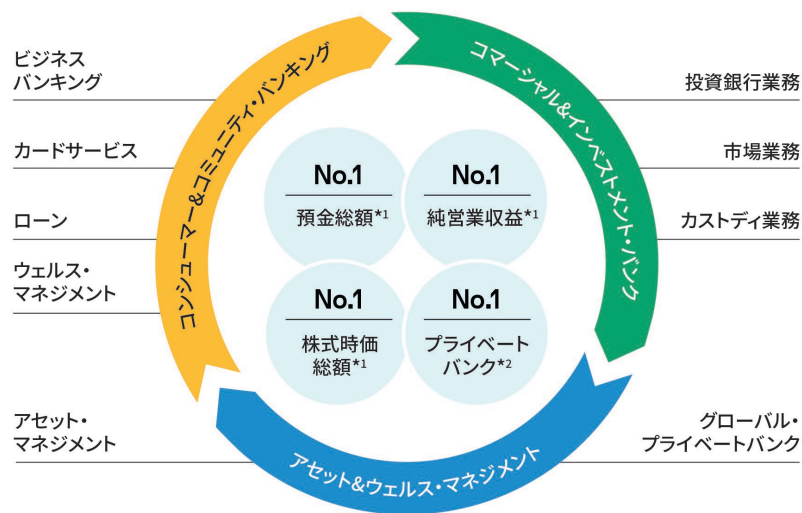 ビジネス
バンキング
カードサービス
ローン
ウェルス・
マネジメント
アセット・
マネジメント
コンシューマー&コミュニティ・バンキング
コマーシャル&インベストメント・バンク
アセット&ウェルス・マネジメント
No.1
預金総額★1
No.1
純営業収益★1
No.1
株式時価
総額★1
No.1
プライベート
バンク★2
投資銀行業務
市場業務
カストディ業務
グローバル・
プライベートバンク